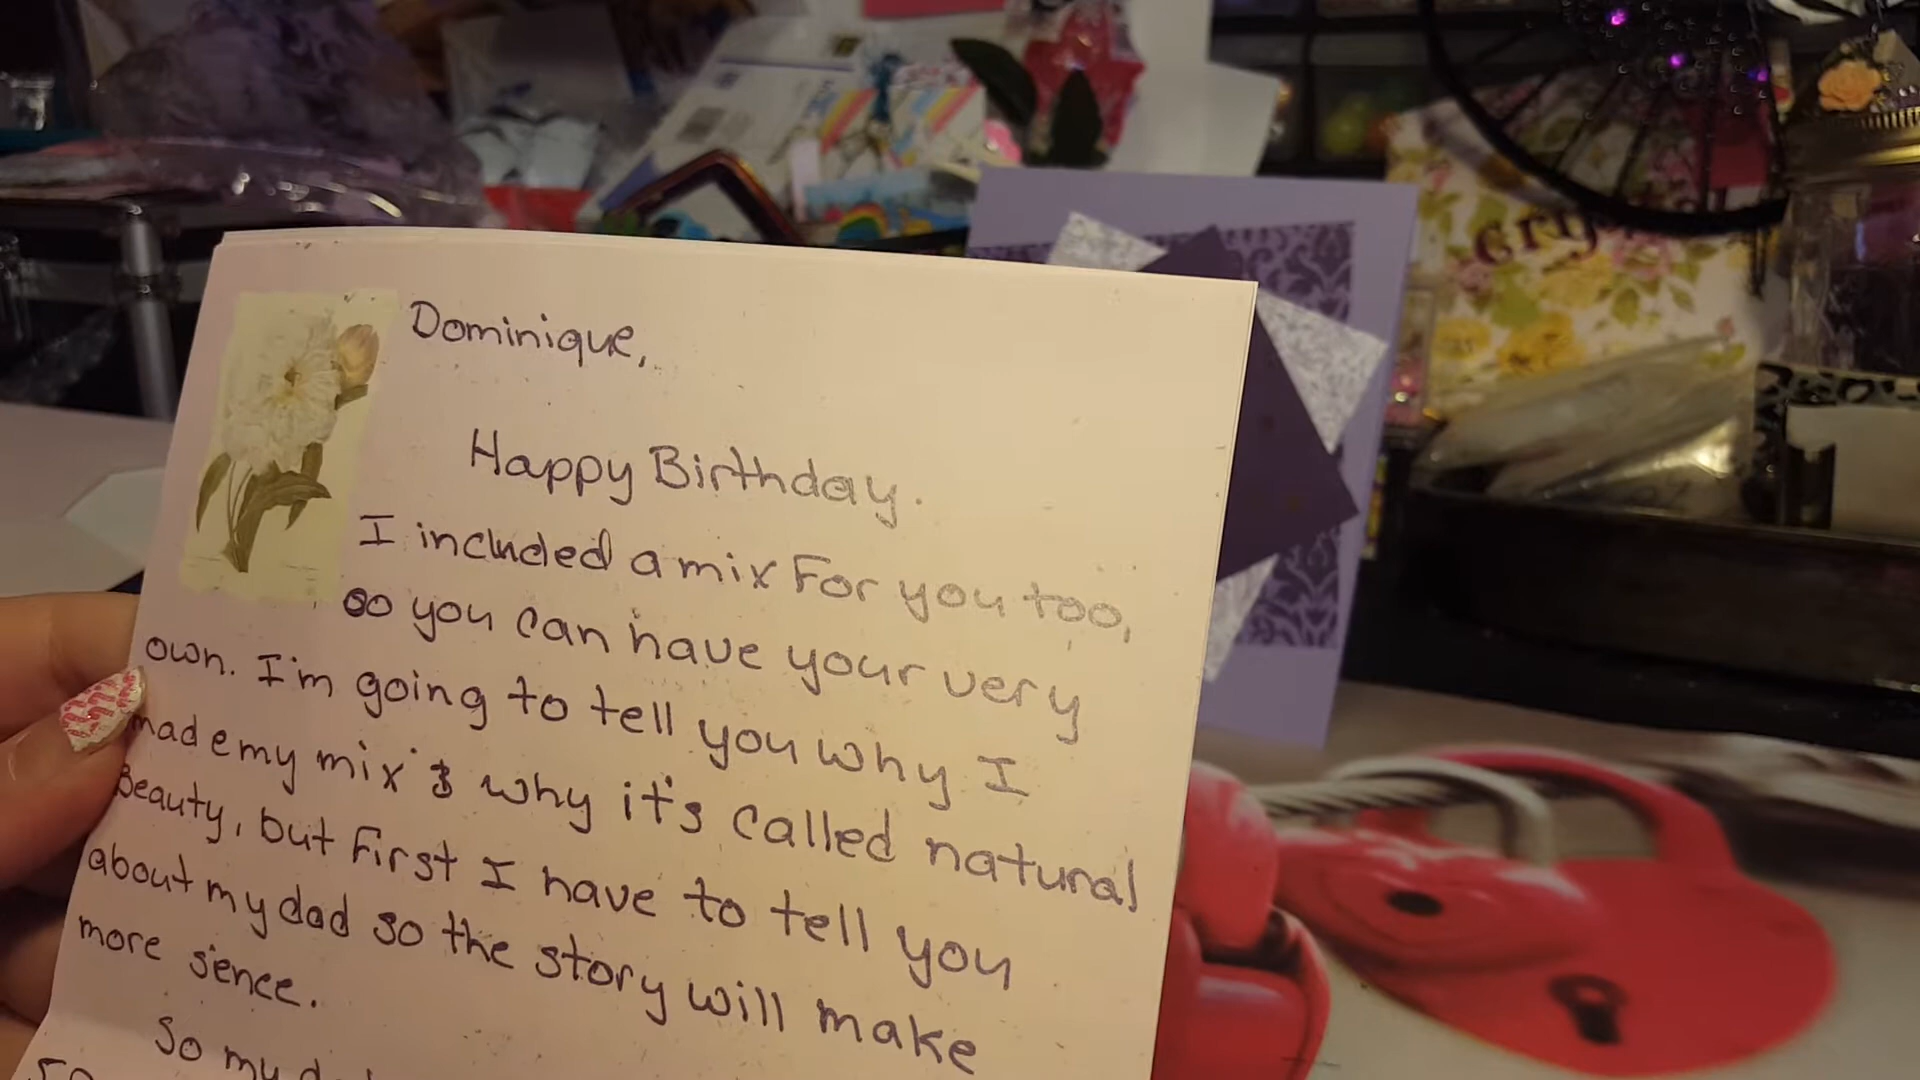 Dominique,
Happy Birthday.
I included a mix For you too,
so you can have your very
own. I'm going to tell you why I
made my mix & why it's called natural
Beauty, but first I have to tell you
about my dad so the story will make
more sence.
So my